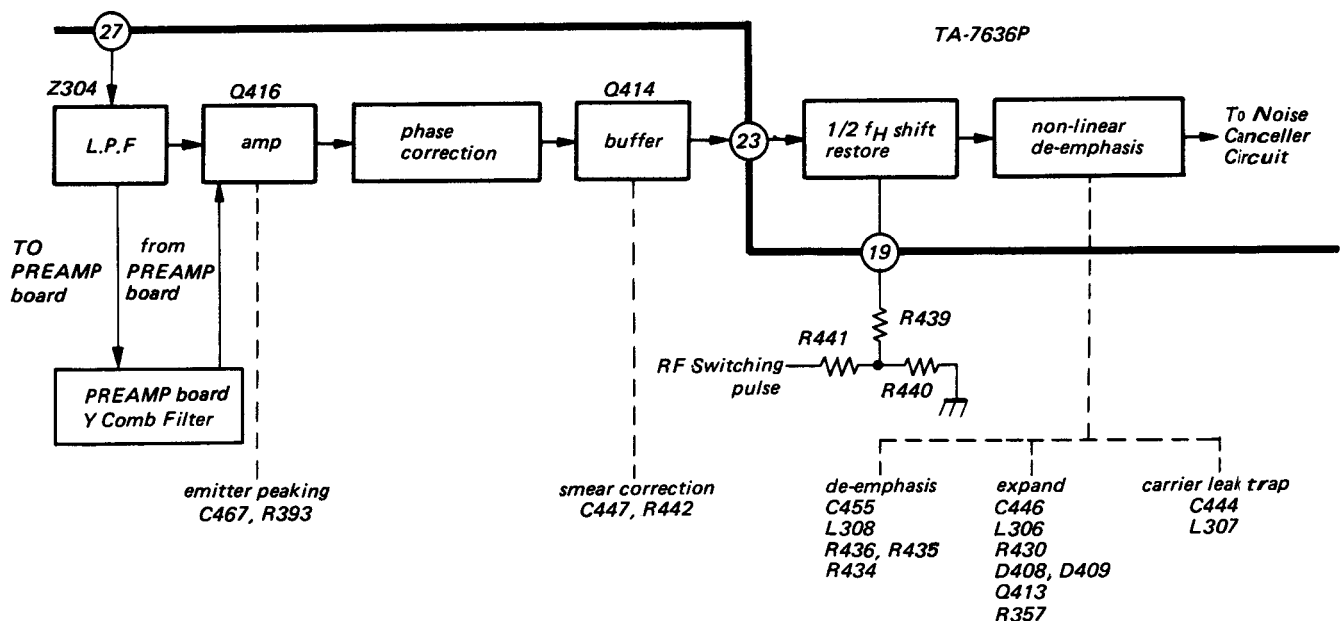 27
TA-7636P
Z304
L.P.F
Q416
amp
phase
correction
Q414
buffer
23
1/2 fH shift
restore
non-linear
de-emphasis
To Noise
Canceller
Circuit
TO
PREAMP
board
from
PREAMP
board
19
R439
R441
RF Switching
pulse
R440
PREAMP board
Y Comb Filter
emitter peaking
C467, R393
smear correction
C447, R442
de-emphasis
C455
L308
R436, R435
R434
expand
C446
L306
R430
D408, D409
Q413
R357
carrier leak trap
C444
L307